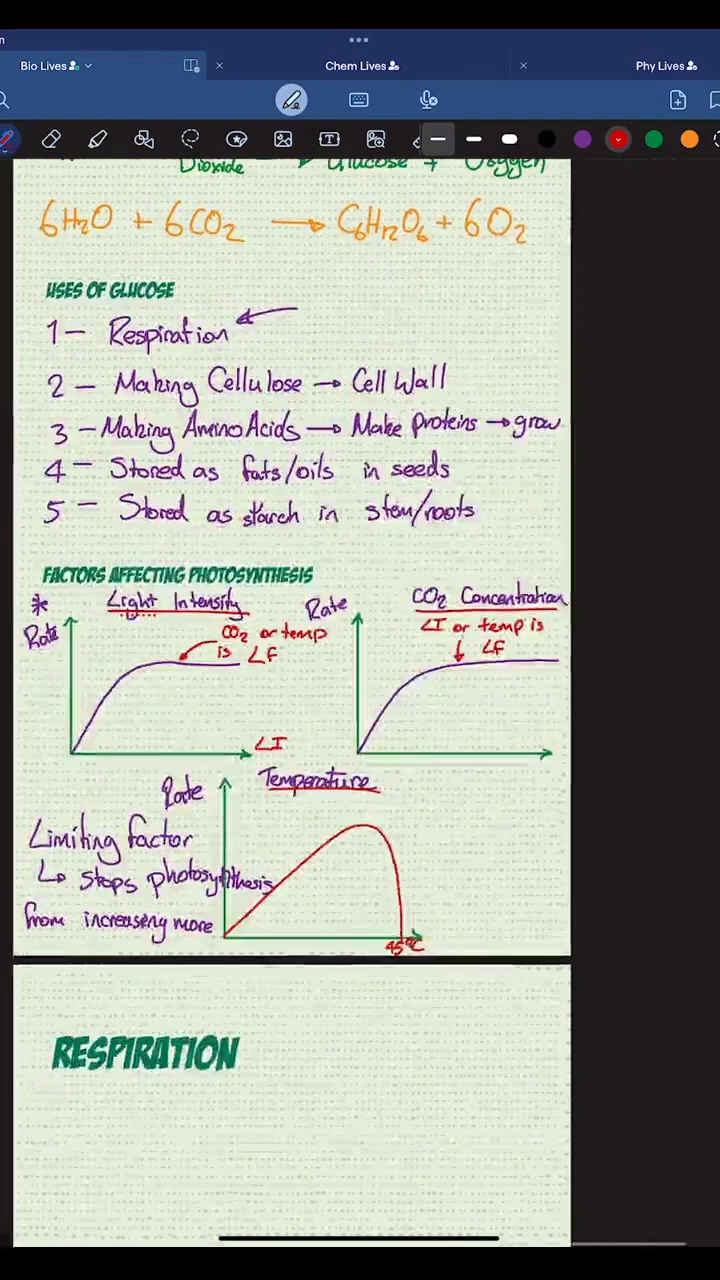 Bio Lives
Chem Lives
Phy Lives
Dioxide → Glucose + Oxygen
6H2O + 6CO2 → C6H12O6 + 6O2
USES OF GLUCOSE
1 – Respiration
2 – Making Cellulose → Cell Wall
3 – Making Amino Acids → Make Proteins → grow
4 – Stored as fats/oils in seeds
5 – Stored as starch in stem/roots
FACTORS AFFECTING PHOTOSYNTHESIS
* Light Intensity
Rate
CO2 or temp
is LF
LI
CO2 Concentration
Rate
LI or temp is
LF
Temperature
Rate
45°C
Limiting factor
↳ stops photosynthesis
from increasing more
RESPIRATION